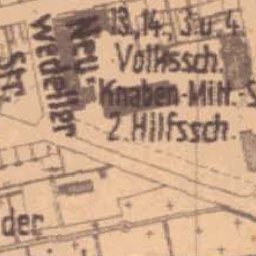 13., 14., 3. u. 4.
Volkssch.
Knaben-Mitt.-S
2. Hilfssch.
Neu-
wedeller
Str.
der